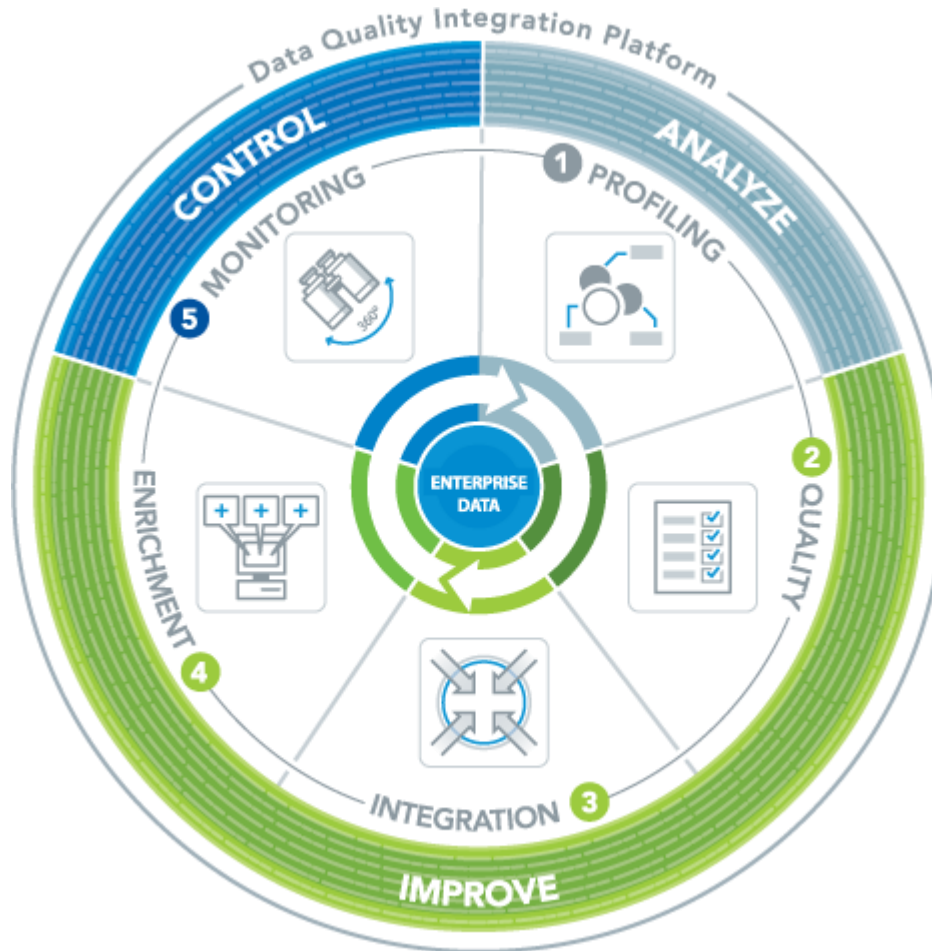 Data Quality Integration Platform
CONTROL
ANALYZE
IMPROVE
1 PROFILING
2 QUALITY
3 INTEGRATION
4 ENRICHMENT
5 MONITORING
360°
ENTERPRISE
DATA